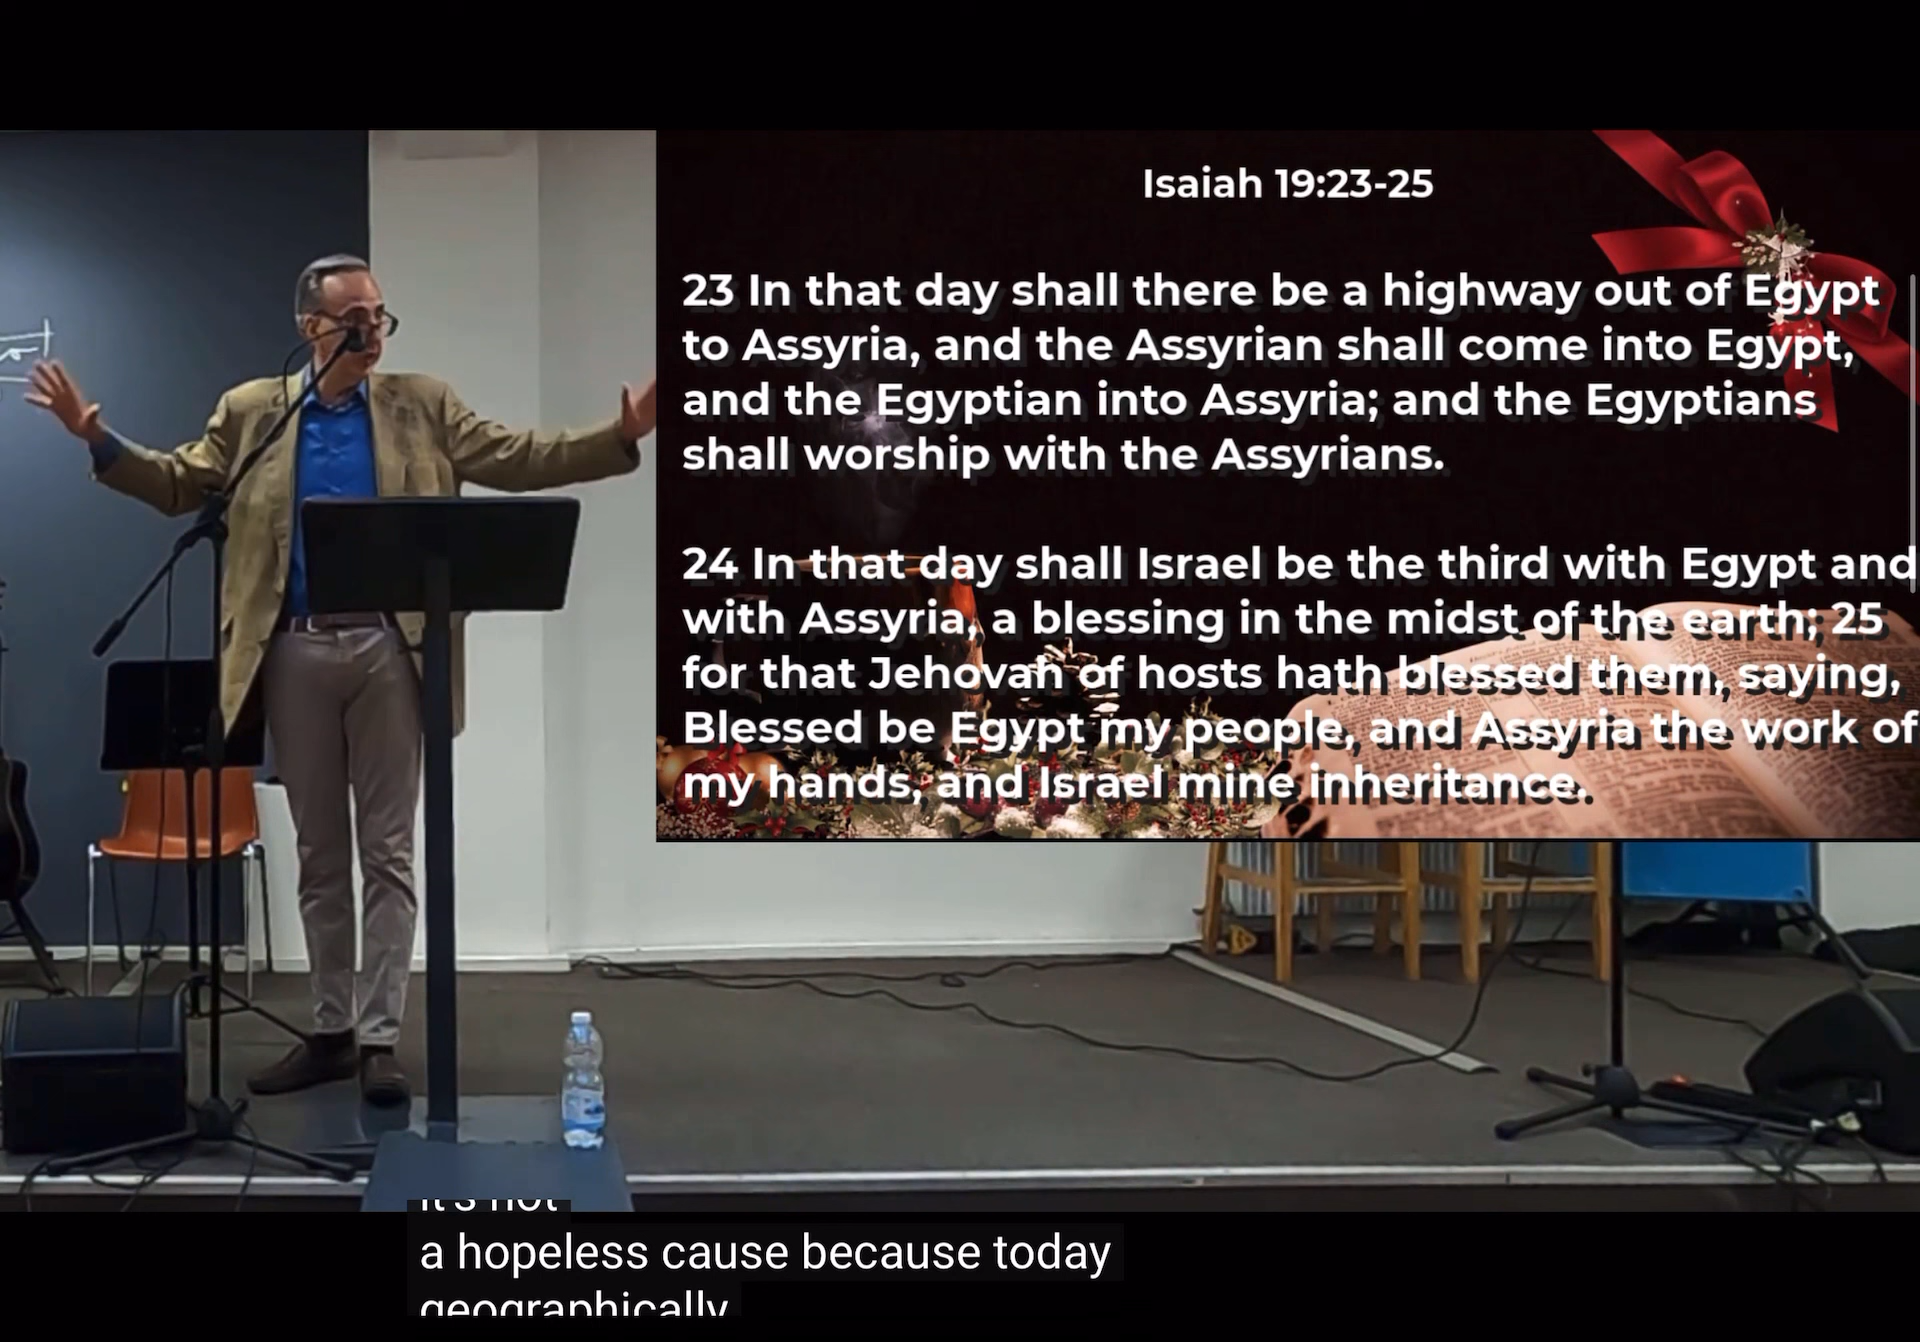 Isaiah 19:23-25
23 In that day shall there be a highway out of Egypt
to Assyria, and the Assyrian shall come into Egypt,
and the Egyptian into Assyria; and the Egyptians
shall worship with the Assyrians.
24 In that day shall Israel be the third with Egypt and
with Assyria, a blessing in the midst of the earth; 25
for that Jehovah of hosts hath blessed them, saying,
Blessed be Egypt my people, and Assyria the work of
my hands, and Israel mine inheritance.
it's not
a hopeless cause because today
geographically